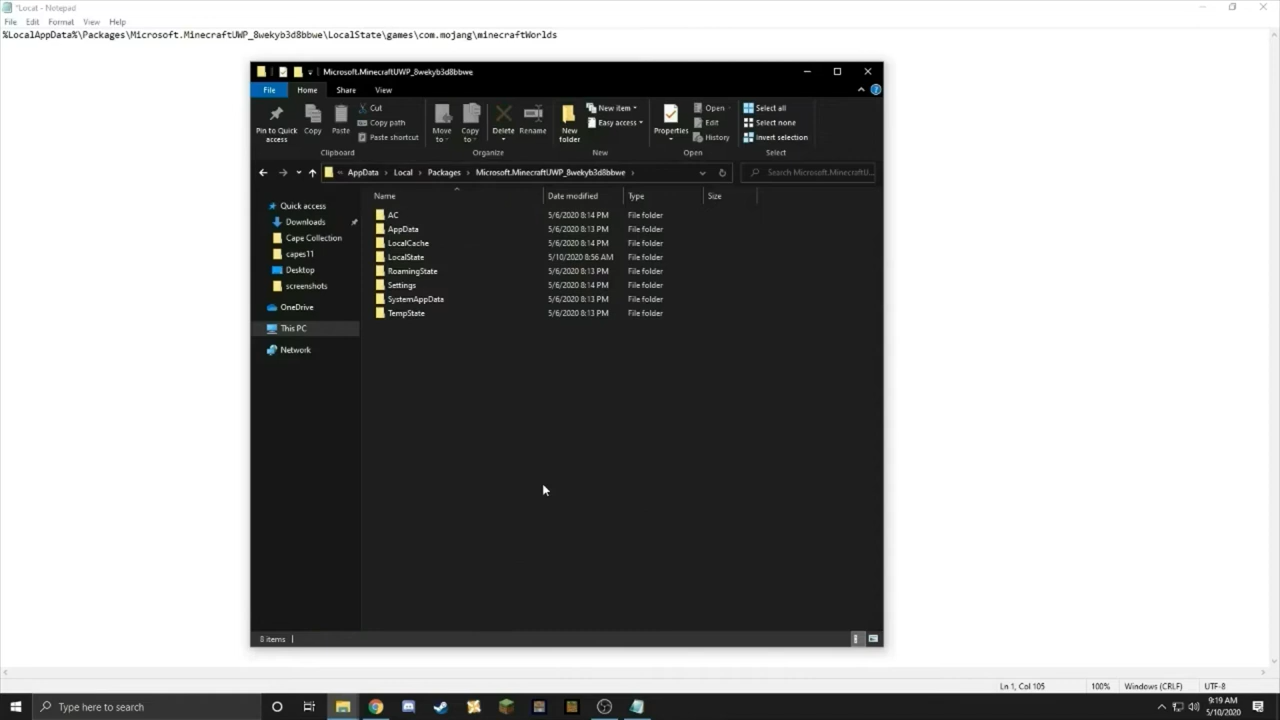 *Locat - Notepad
File Edit Format View Help
%LocalAppData%\Packages\Microsoft.MinecraftUWP_8wekyb3d8bbwe\LocalState\games\com.mojang\minecraftWorlds
Microsoft.MinecraftUWP_8wekyb3d8bbwe
File Home Share View
Pin to Quick access
Copy
Paste
Cut
Copy path
Paste shortcut
Clipboard
Move to
Copy to
Delete
Rename
Organize
New folder
New item
Easy access
New
Properties
Open
Edit
History
Open
Select all
Select none
Invert selection
Select
AppData Local Packages Microsoft.MinecraftUWP_8wekyb3d8bbwe
Search Microsoft.MinecraftU...
Quick access
Downloads
Cape Collection
capes11
Desktop
screenshots
OneDrive
This PC
Network
Name Date modified Type Size
AC 5/6/2020 8:14 PM File folder
AppData 5/6/2020 8:13 PM File folder
LocalCache 5/6/2020 8:14 PM File folder
LocalState 5/10/2020 8:56 AM File folder
RoamingState 5/6/2020 8:13 PM File folder
Settings 5/6/2020 8:14 PM File folder
SystemAppData 5/6/2020 8:13 PM File folder
TempState 5/6/2020 8:13 PM File folder
8 items
Ln 1, Col 105 100% Windows (CRLF) UTF-8
Type here to search
9:19 AM
5/10/2020